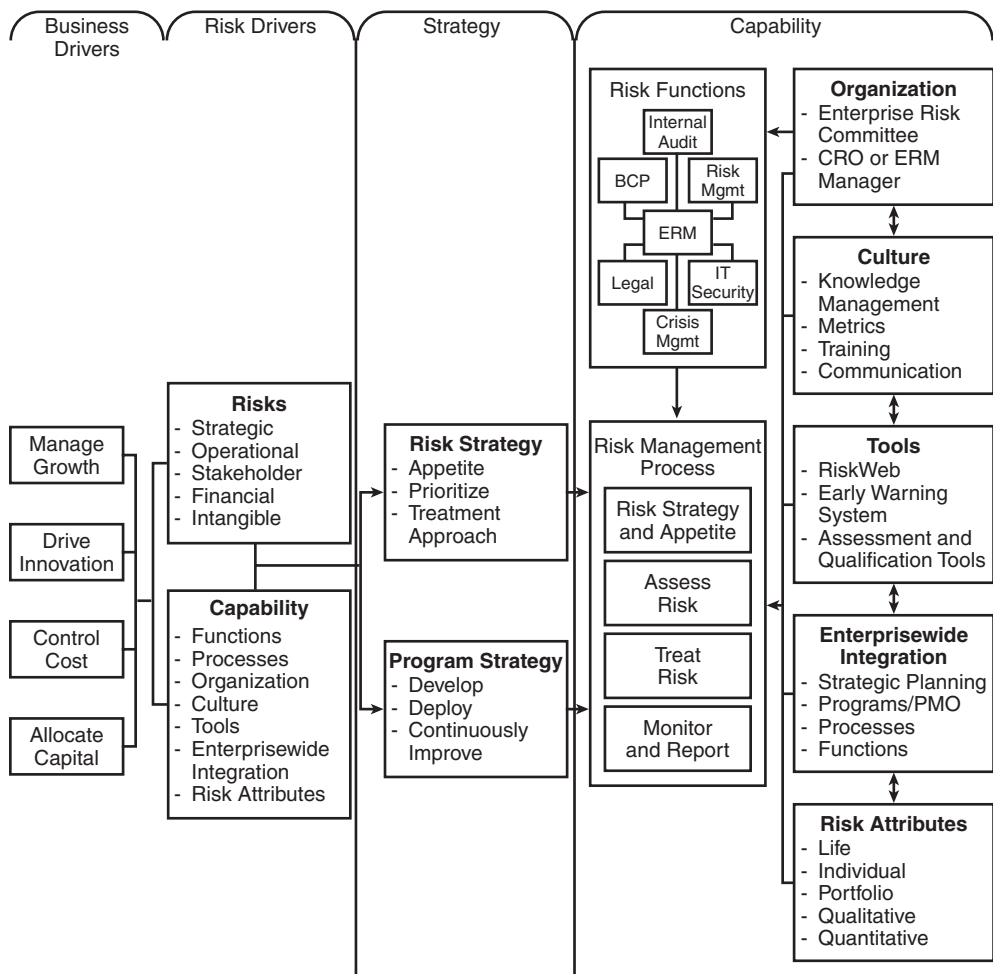 Business
Drivers
Risk Drivers
Strategy
Capability
Manage
Growth
Drive
Innovation
Control
Cost
Allocate
Capital
Risks
- Strategic
- Operational
- Stakeholder
- Financial
- Intangible
Capability
- Functions
- Processes
- Organization
- Culture
- Tools
- Enterprisewide
Integration
- Risk Attributes
Risk Strategy
- Appetite
- Prioritize
- Treatment
Approach
Program Strategy
- Develop
- Deploy
- Continuously
Improve
Risk Functions
Internal
Audit
BCP
Risk
Mgmt
ERM
Legal
IT
Security
Crisis
Mgmt
Risk Management
Process
Risk Strategy
and Appetite
Assess
Risk
Treat
Risk
Monitor
and Report
Organization
- Enterprise Risk
Committee
- CRO or ERM
Manager
Culture
- Knowledge
Management
- Metrics
- Training
- Communication
Tools
- RiskWeb
- Early Warning
System
- Assessment and
Qualification Tools
Enterprisewide
Integration
- Strategic Planning
- Programs/PMO
- Processes
- Functions
Risk Attributes
- Life
- Individual
- Portfolio
- Qualitative
- Quantitative